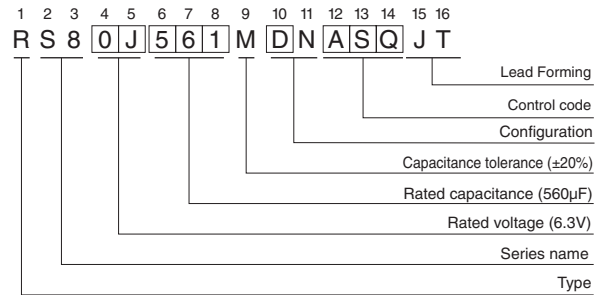 1 2 3 4 5 6 7 8 9 10 11 12 13 14 15 16
R S 8 0 J 5 6 1 M D N A S Q J T
Lead Forming
Control code
Configuration
Capacitance tolerance (±20%)
Rated capacitance (560µF)
Rated voltage (6.3V)
Series name
Type